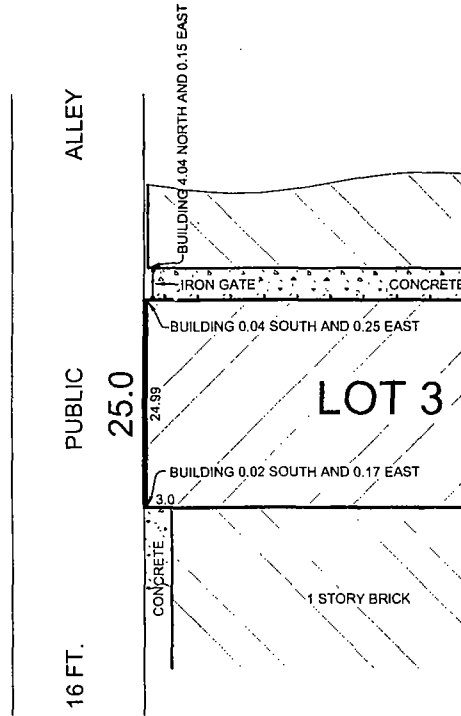 16 FT. PUBLIC ALLEY
BUILDING 4.04 NORTH AND 0.15 EAST
IRON GATE
CONCRETE
BUILDING 0.04 SOUTH AND 0.25 EAST
25.0
24.99
LOT 3
BUILDING 0.02 SOUTH AND 0.17 EAST
3.0
CONCRETE
1 STORY BRICK